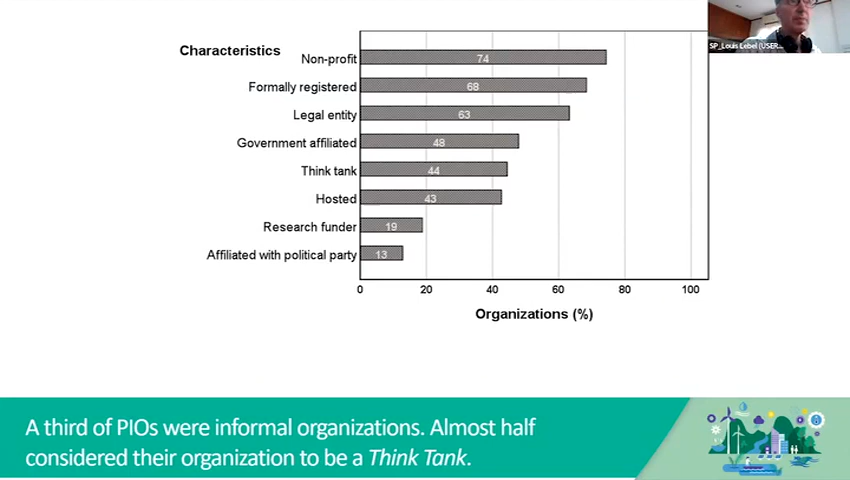 SP_Louis Lebel (USER...
Characteristics
Non-profit 74
Formally registered 68
Legal entity 63
Government affiliated 48
Think tank 44
Hosted 43
Research funder 19
Affiliated with political party 13
0 20 40 60 80 100
Organizations (%)
A third of PIOs were informal organizations. Almost half
considered their organization to be a Think Tank.